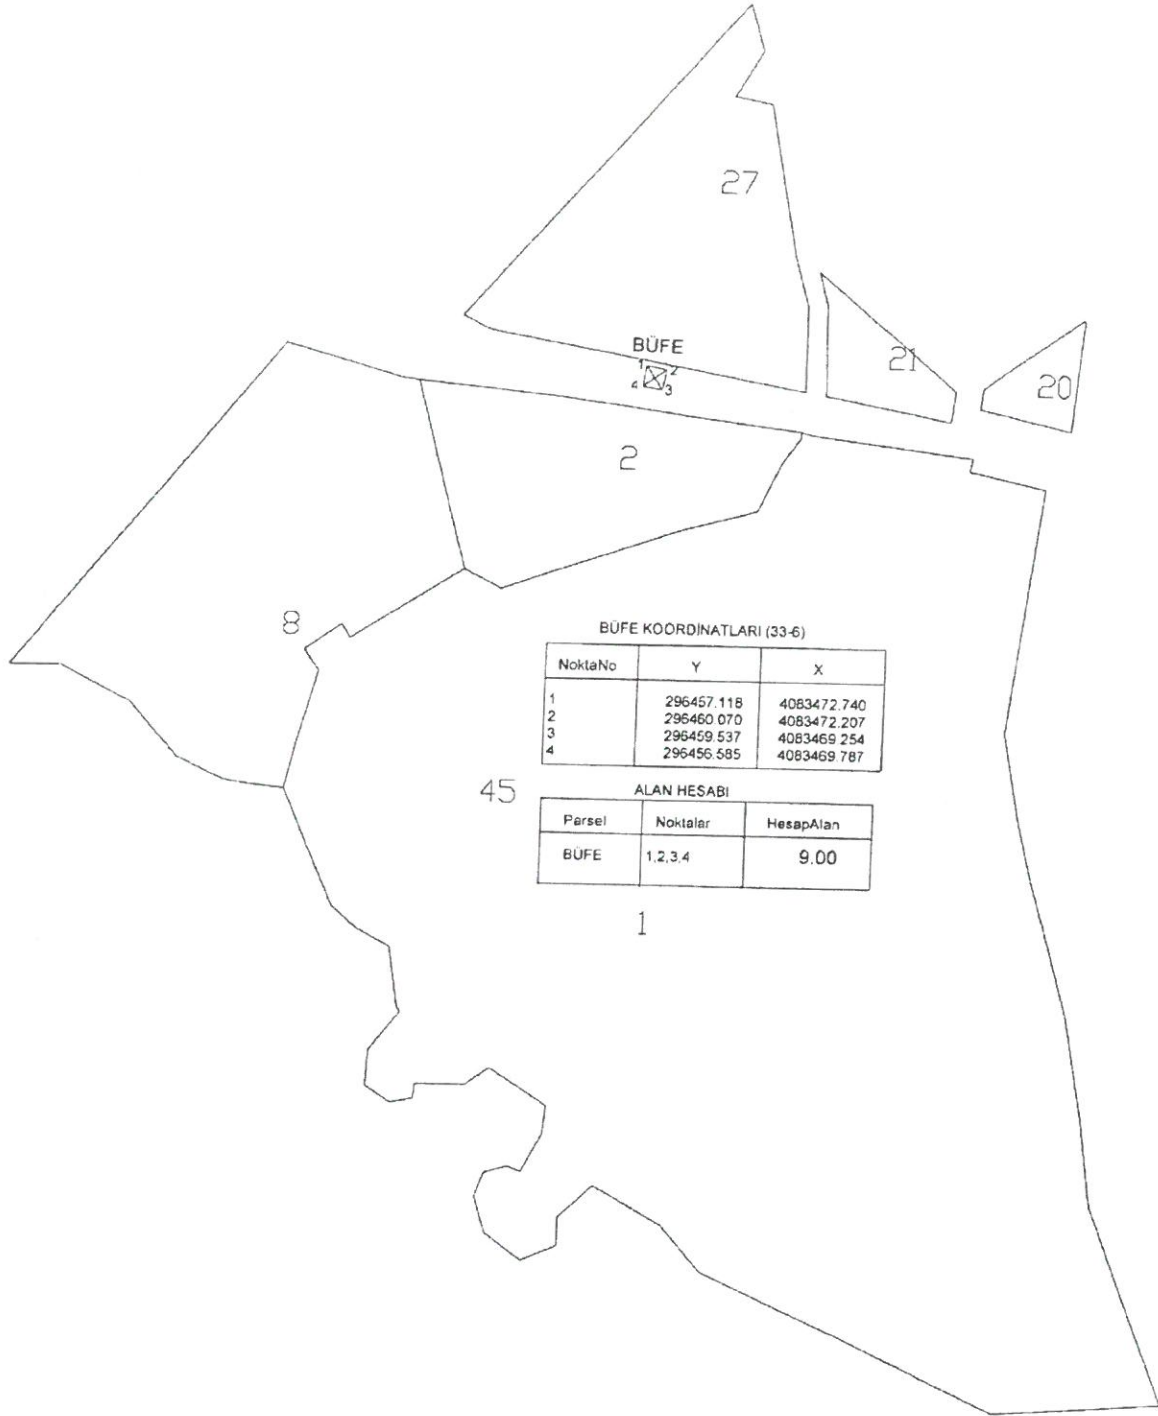 27
BÜFE
1 2
4 3
21
20
2
8
BÜFE KOORDİNATLARI (33-6)
NoktaNo Y X
1 296457.118 4083472.740
2 296460.070 4083472.207
3 296459.537 4083469.254
4 296456.585 4083469.787
45
ALAN HESABI
Parsel Noktalar HesapAlan
BÜFE 1,2,3,4 9.00
1